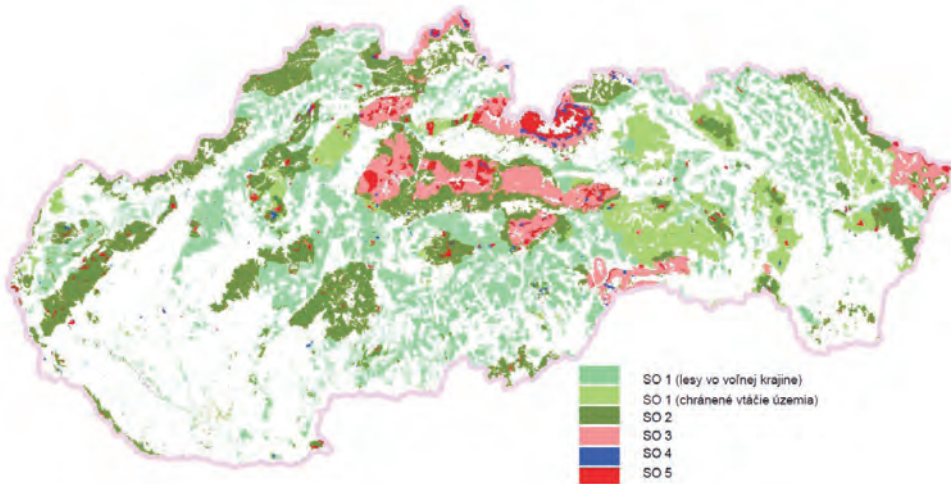 SO 1 (lesy vo voľnej krajine)
SO 1 (chránené vtáčie územia)
SO 2
SO 3
SO 4
SO 5